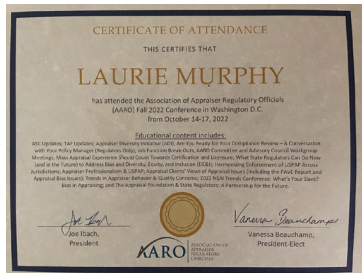 CERTIFICATE OF ATTENDANCE
THIS CERTIFIES THAT
LAURIE MURPHY
has attended the Association of Appraiser Regulatory Officials
(AARO) Fall 2022 Conference in Washington D.C.
from October 14-17, 2022
Educational content includes:
ASC Updates; TAF Updates; Appraiser Diversity Initiative (ADI); Are You Ready for Your Compliance Review – A Conversation
with Your Policy Manager (Regulators Only); Job Function Break-Outs; AARO Committee and Advisory Council Workgroup
Meetings; Mass Appraisal Experience Should Count Towards Certification and Licensure; What State Regulators Can Do Now
(and in the Future) to Address Bias and Diversity, Equity, and Inclusion (DE&I); Harmonizing Enforcement of USPAP Across
Jurisdictions; Appraiser Professionalism & USPAP; Appraisal Clients' Views of Appraisal Issues (including the PAVE Report and
Appraisal Bias Issues); Trends in Appraiser Behavior & Quality Concerns; 2022 R&N Trends Conference: What's Your Slant?
Bias in Appraising; and The Appraisal Foundation & State Regulators: A Partnership for the Future.
Joe Ibach,
President
AARO
ASSOCIATION OF
APPRAISER
REGULATORY
OFFICIALS
Vanessa Beauchamp
Vanessa Beauchamp,
President-Elect